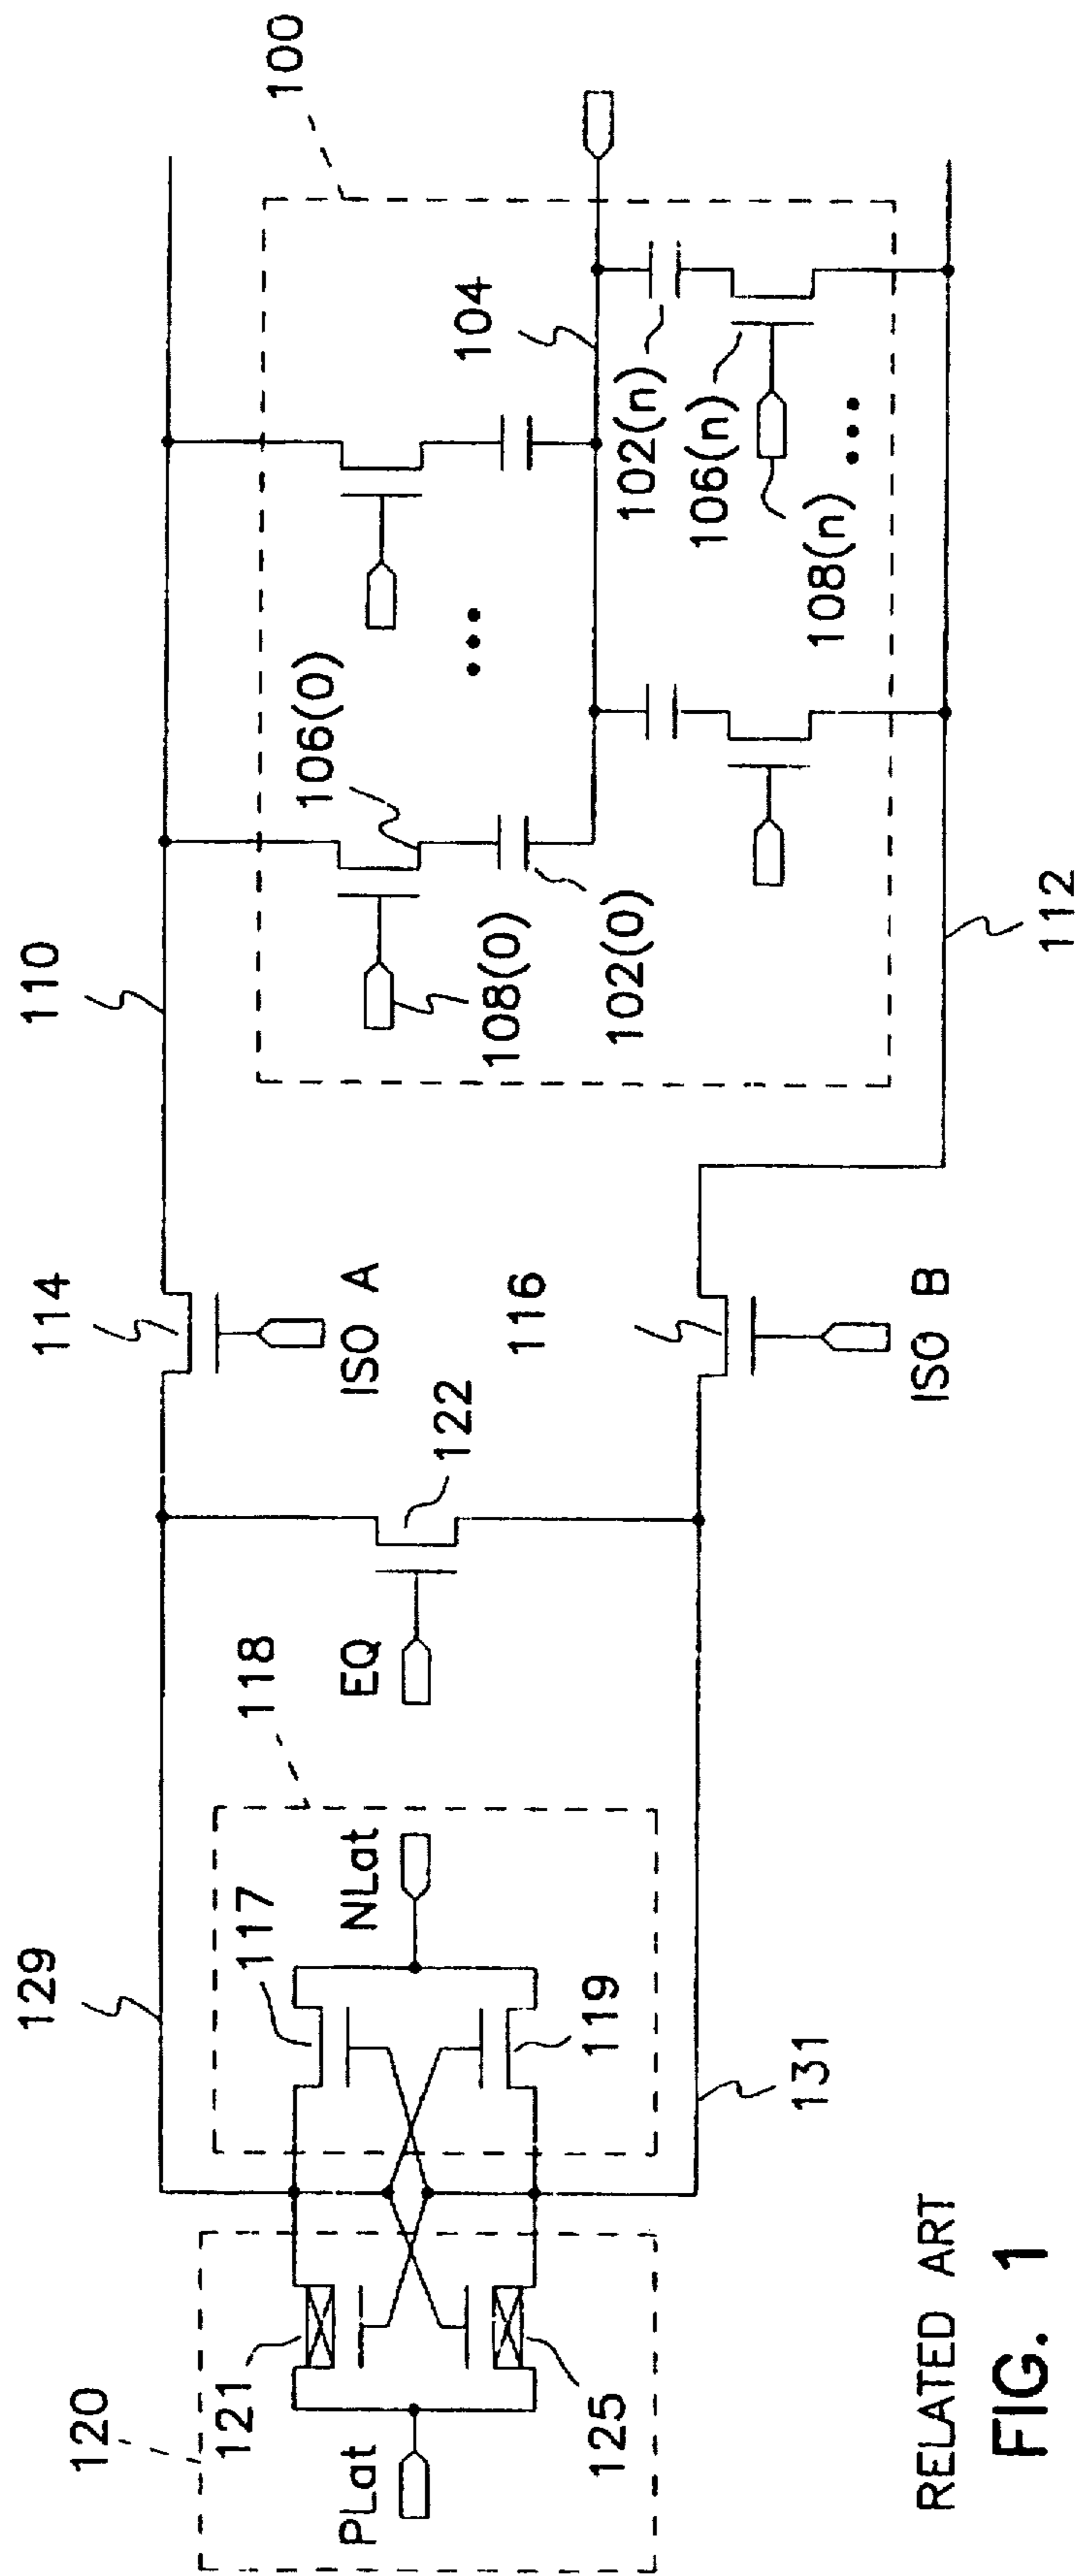 100
110
104
106(0)
108(0)
102(0)
102(n)
106(n)
108(n)
112
114
ISO A
116
ISO B
122
EQ
118
129
117
NLat
119
131
120
121
PLat
125
RELATED ART
FIG. 1